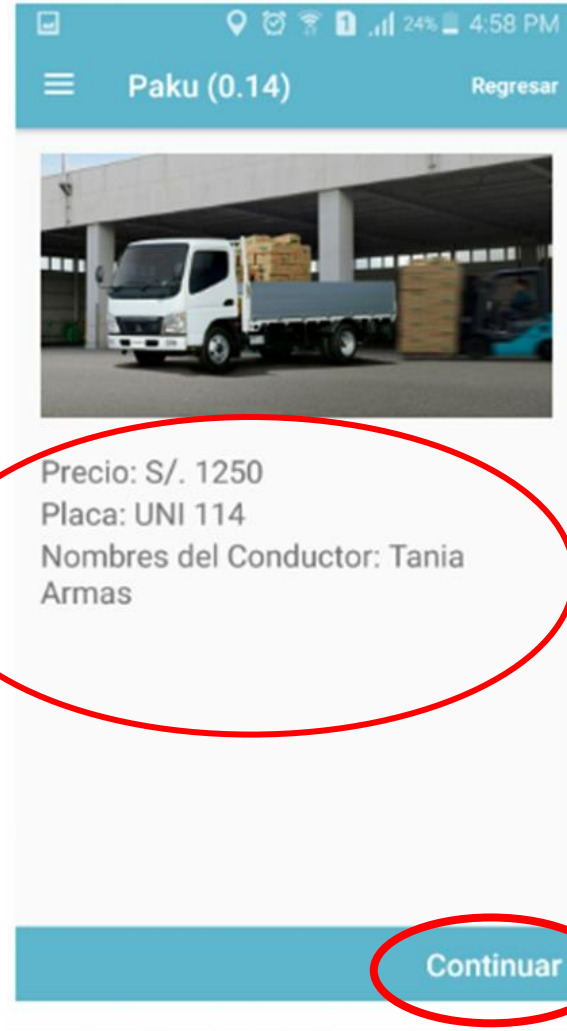 1 24% 4:58 PM
Paku (0.14) Regresar
Precio: S/. 1250
Placa: UNI 114
Nombres del Conductor: Tania
Armas
Continuar